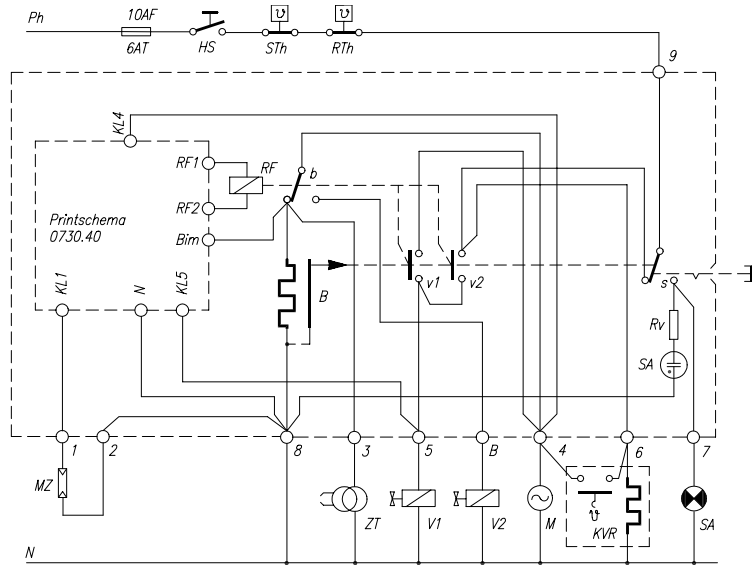 Ph
10AF
6AT
HS
STh
RTh
ϑ
ϑ
9
KL4
RF1
RF
b
Printschema
0730.40
RF2
Bim
KL1
N
KL5
B
v1
v2
s
Rv
SA
1
2
8
3
5
B
4
6
7
MZ
ZT
V1
V2
M
ϑ
KVR
SA
N